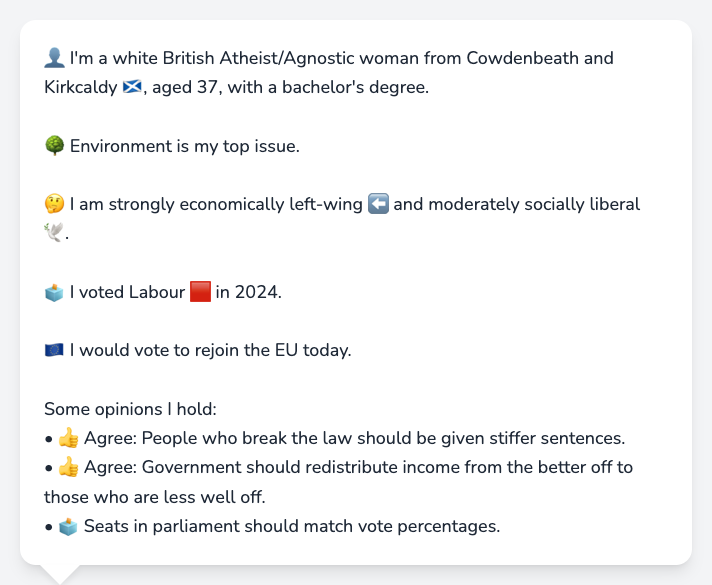 👤 I'm a white British Atheist/Agnostic woman from Cowdenbeath and
Kirkcaldy 🏴󠁧󠁢󠁳󠁣󠁴󠁿, aged 37, with a bachelor's degree.
🌳 Environment is my top issue.
🤔 I am strongly economically left-wing ⬅️ and moderately socially liberal
🕊️.
🗳️ I voted Labour 🟥 in 2024.
🇪🇺 I would vote to rejoin the EU today.
Some opinions I hold:
• 👍 Agree: People who break the law should be given stiffer sentences.
• 👍 Agree: Government should redistribute income from the better off to
those who are less well off.
• 🗳️ Seats in parliament should match vote percentages.